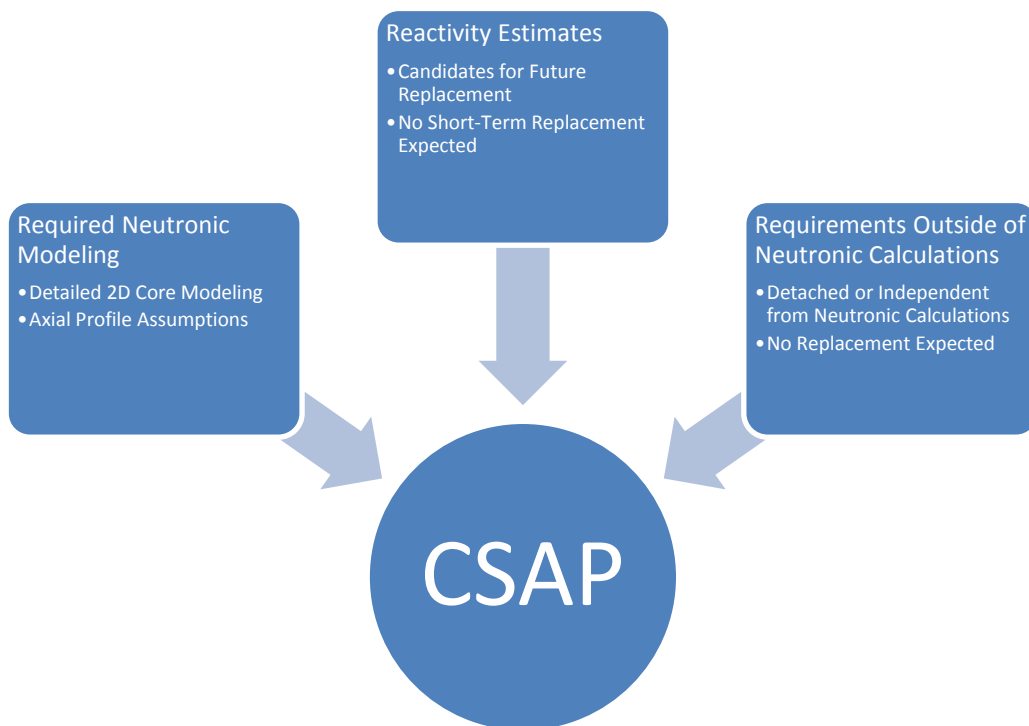 Reactivity Estimates
•Candidates for Future
Replacement
•No Short-Term Replacement
Expected
Required Neutronic
Modeling
•Detailed 2D Core Modeling
•Axial Profile Assumptions
Requirements Outside of
Neutronic Calculations
•Detached or Independent
from Neutronic Calculations
•No Replacement Expected
CSAP